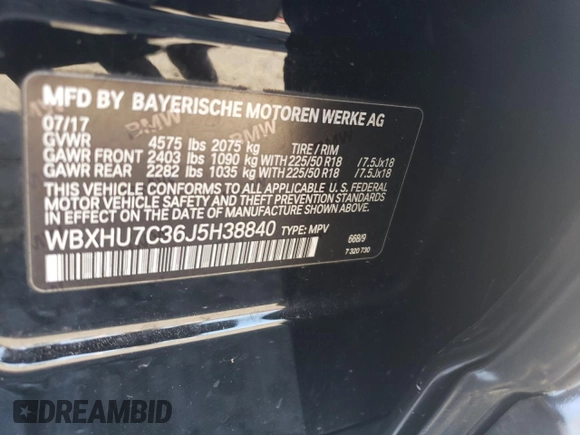 MFD BY BAYERISCHE MOTOREN WERKE AG
07/17
GVWR 4575 lbs 2075 kg TIRE / RIM
GAWR FRONT 2403 lbs 1090 kg WITH 225/50 R18 / 7.5Jx18
GAWR REAR 2282 lbs 1035 kg WITH 225/50 R18 / 7.5Jx18
THIS VEHICLE CONFORMS TO ALL APPLICABLE U. S. FEDERAL
MOTOR VEHICLE SAFETY AND THEFT PREVENTION STANDARDS
IN EFFECT ON THE DATE OF MANUFACTURE SHOWN ABOVE.
WBXHU7C36J5H38840 TYPE: MPV
668/9
7 320 730
DREAMBID